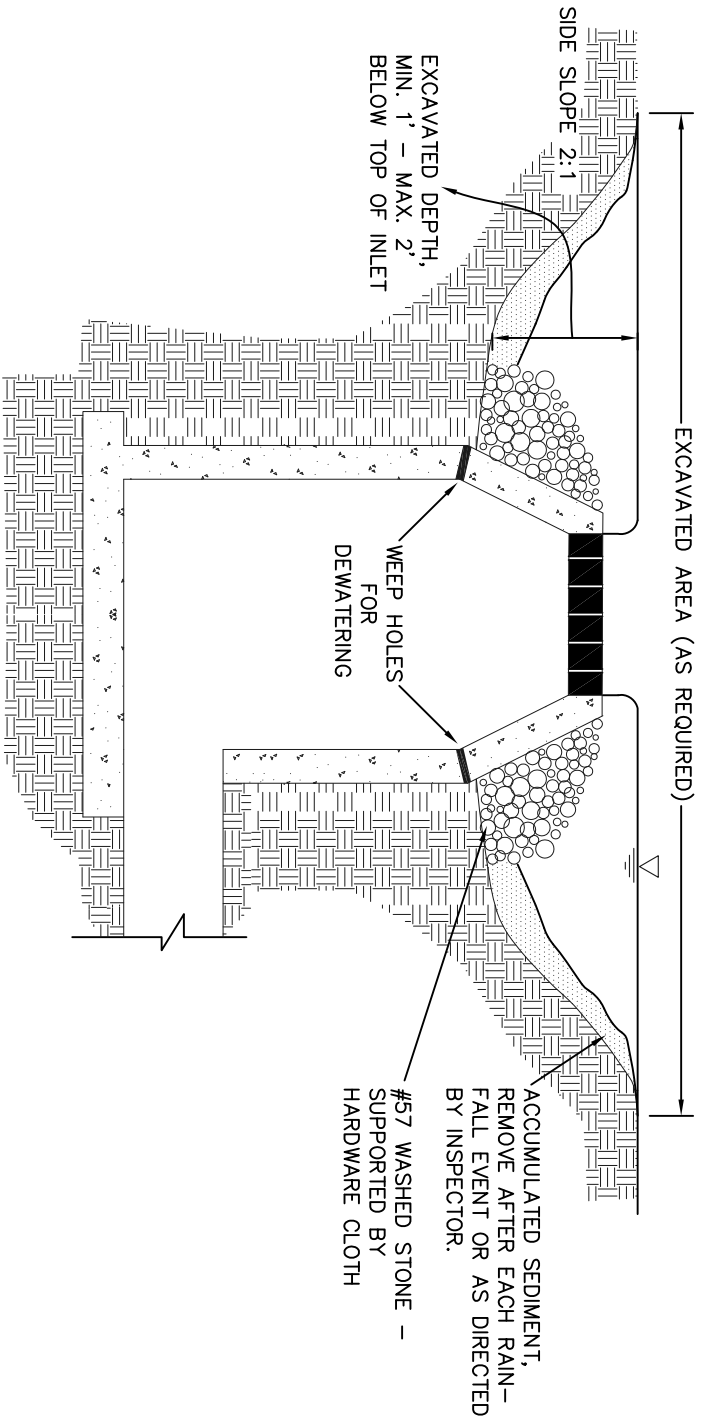 EXCAVATED AREA (AS REQUIRED)
SIDE SLOPE 2:1
EXCAVATED DEPTH,
MIN. 1' - MAX. 2'
BELOW TOP OF INLET
WEEP HOLES
FOR
DEWATERING
ACCUMULATED SEDIMENT,
REMOVE AFTER EACH RAIN-
FALL EVENT OR AS DIRECTED
BY INSPECTOR.
#57 WASHED STONE -
SUPPORTED BY
HARDWARE CLOTH